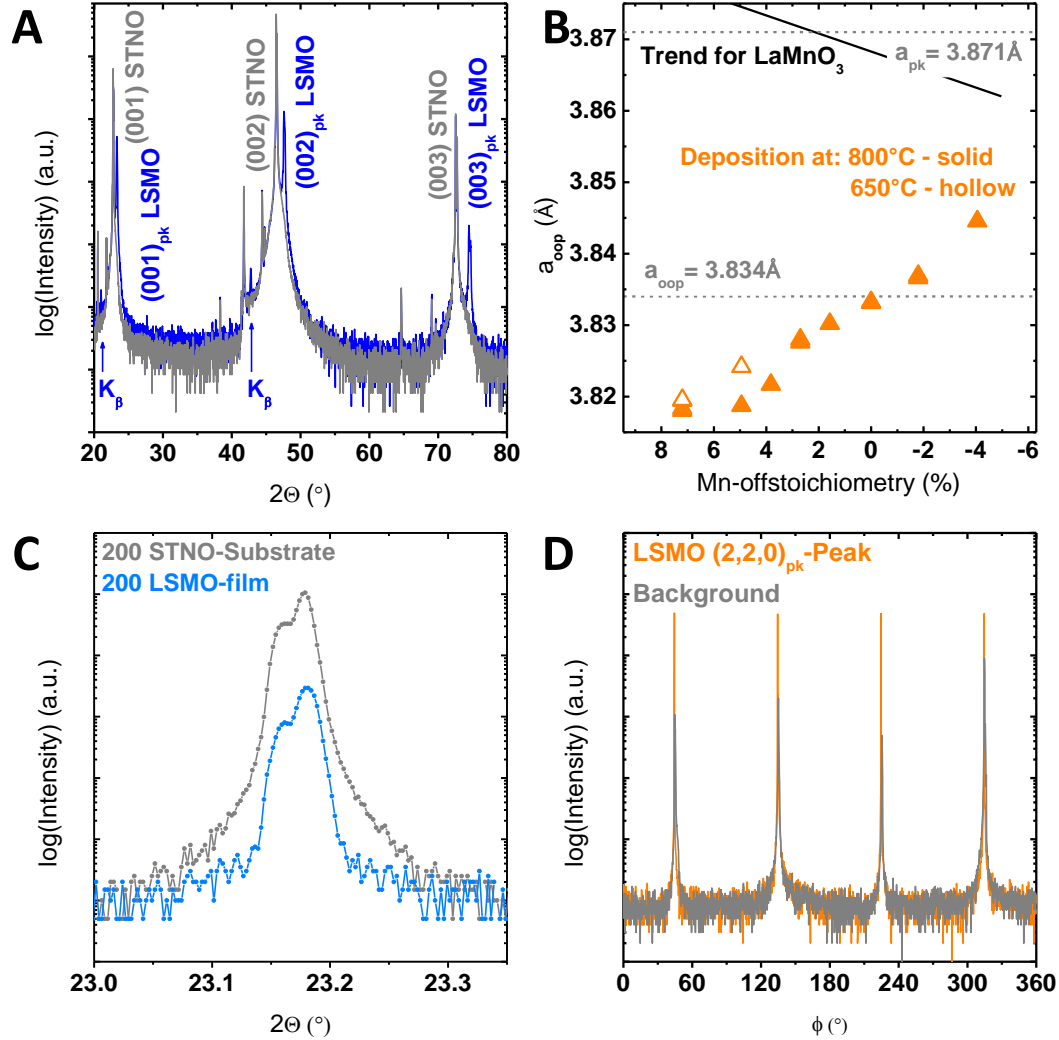 A
log(Intensity) (a.u.)
(001) STNO
(001)pk LSMO
(002) STNO
(002)pk LSMO
(003) STNO
(003)pk LSMO
Kβ
Kβ
20 30 40 50 60 70 80
2Θ (°)
B
aoop (Å)
3.87
3.86
3.85
3.84
3.83
3.82
Trend for LaMnO3
apk = 3.871Å
Deposition at: 800°C - solid
650°C - hollow
aoop = 3.834Å
8 6 4 2 0 -2 -4 -6
Mn-offstoichiometry (%)
C
log(Intensity) (a.u.)
200 STNO-Substrate
200 LSMO-film
23.0 23.1 23.2 23.3
2Θ (°)
D
log(Intensity) (a.u.)
LSMO (2,2,0)pk-Peak
Background
0 90 180 270 360
ϕ (°)